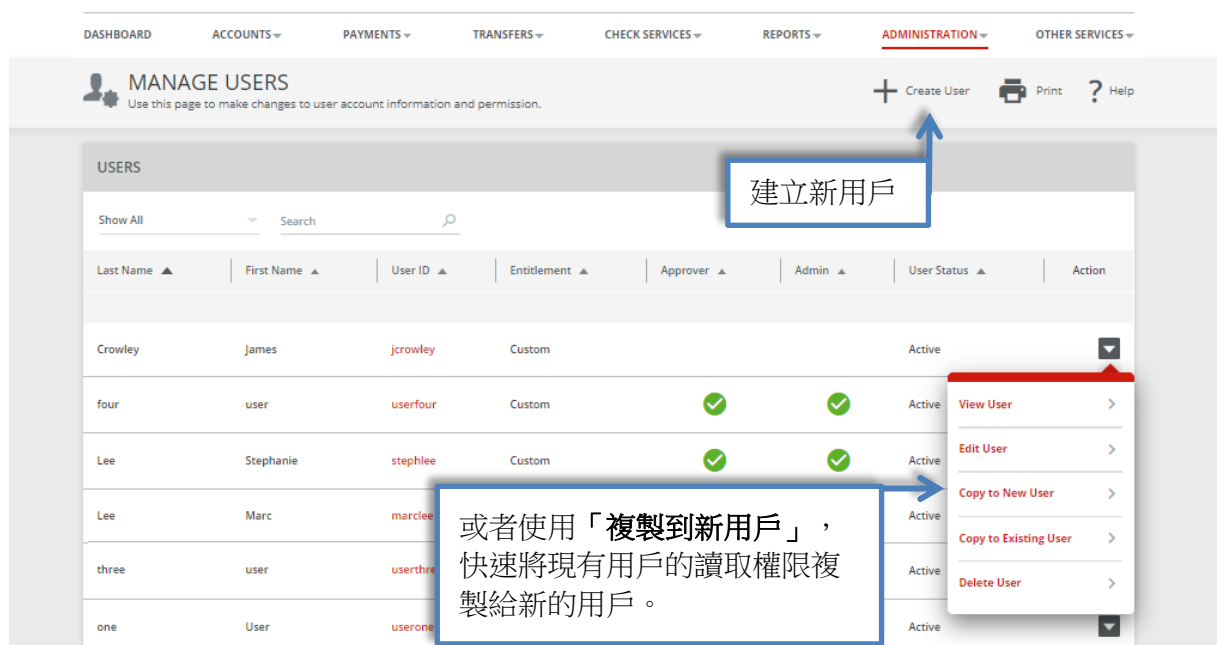 DASHBOARD ACCOUNTS PAYMENTS TRANSFERS CHECK SERVICES REPORTS ADMINISTRATION OTHER SERVICES
MANAGE USERS
Use this page to make changes to user account information and permission.
Create User Print ? Help
建立新用戶
USERS
Show All Search
Last Name First Name User ID Entitlement Approver Admin User Status Action
Crowley James jcrowley Custom Active
four user userfour Custom Active
Lee Stephanie stephlee Custom Active
Lee Marc marclee Active
three user userthre Active
one User userone Active
View User
Edit User
Copy to New User
Copy to Existing User
Delete User
或者使用「複製到新用戶」，
快速將現有用戶的讀取權限複
製給新的用戶。